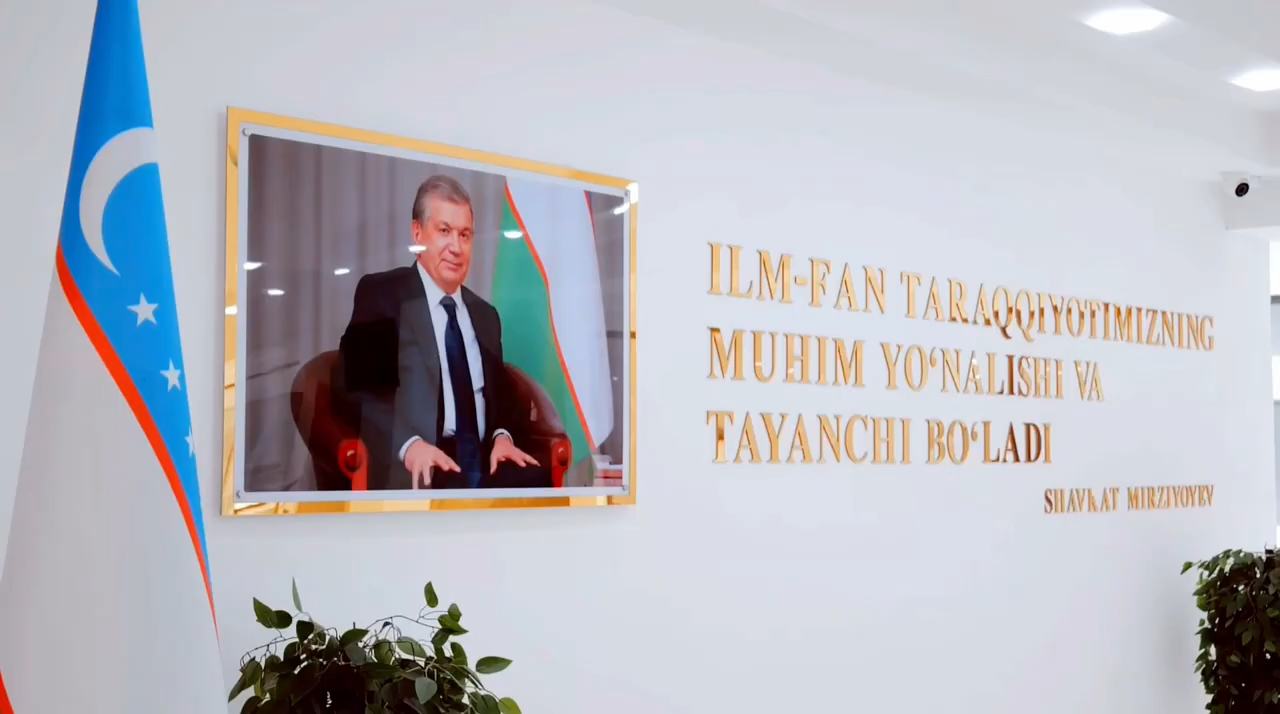 ILM-FAN TARAQQIYOTIMIZNING
MUHIM YO‘NALISHI VA
TAYANCHI BO‘LADI
SHAVKAT MIRZIYOYEV